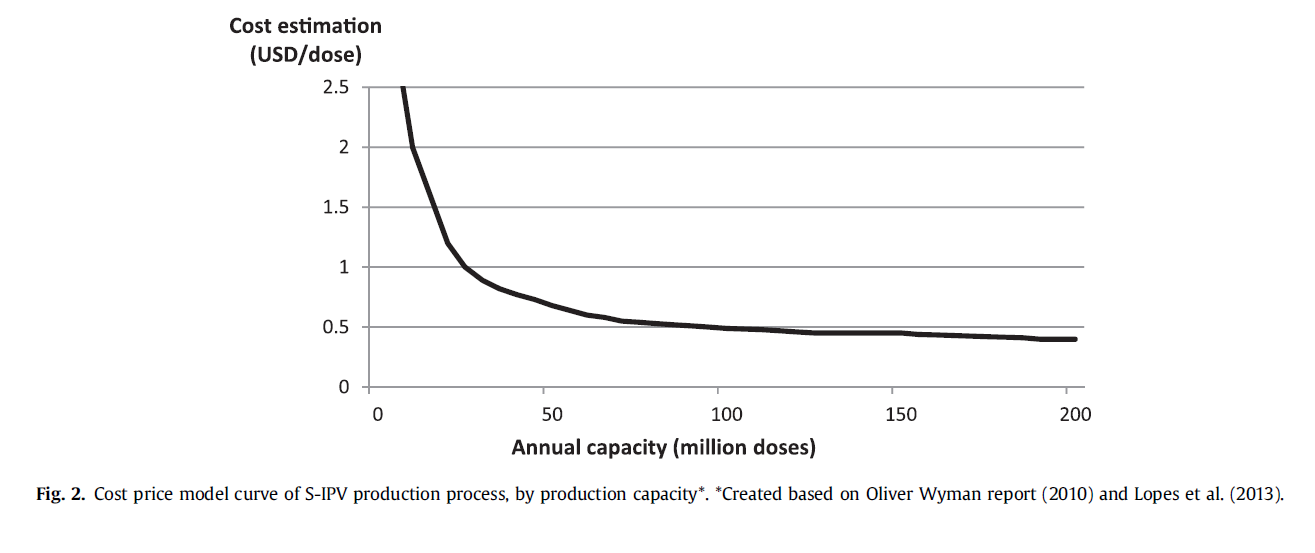 Cost estimation
(USD/dose)
2.5
2
1.5
1
0.5
0
0 50 100 150 200
Annual capacity (million doses)
Fig. 2. Cost price model curve of S-IPV production process, by production capacity*. *Created based on Oliver Wyman report (2010) and Lopes et al. (2013).